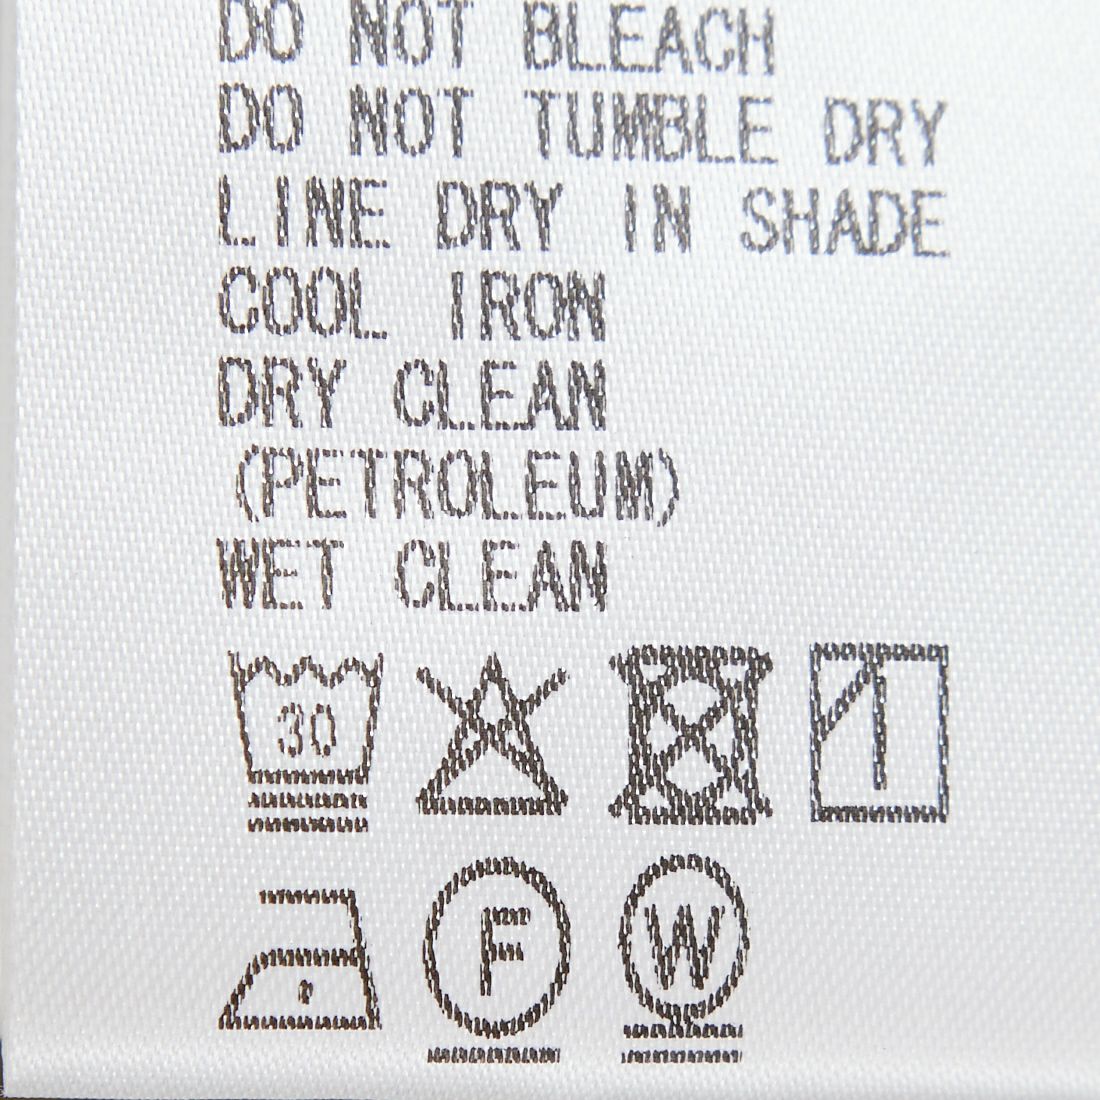 DO NOT BLEACH
DO NOT TUMBLE DRY
LINE DRY IN SHADE
COOL IRON
DRY CLEAN
(PETROLEUM)
WET CLEAN
30
F W